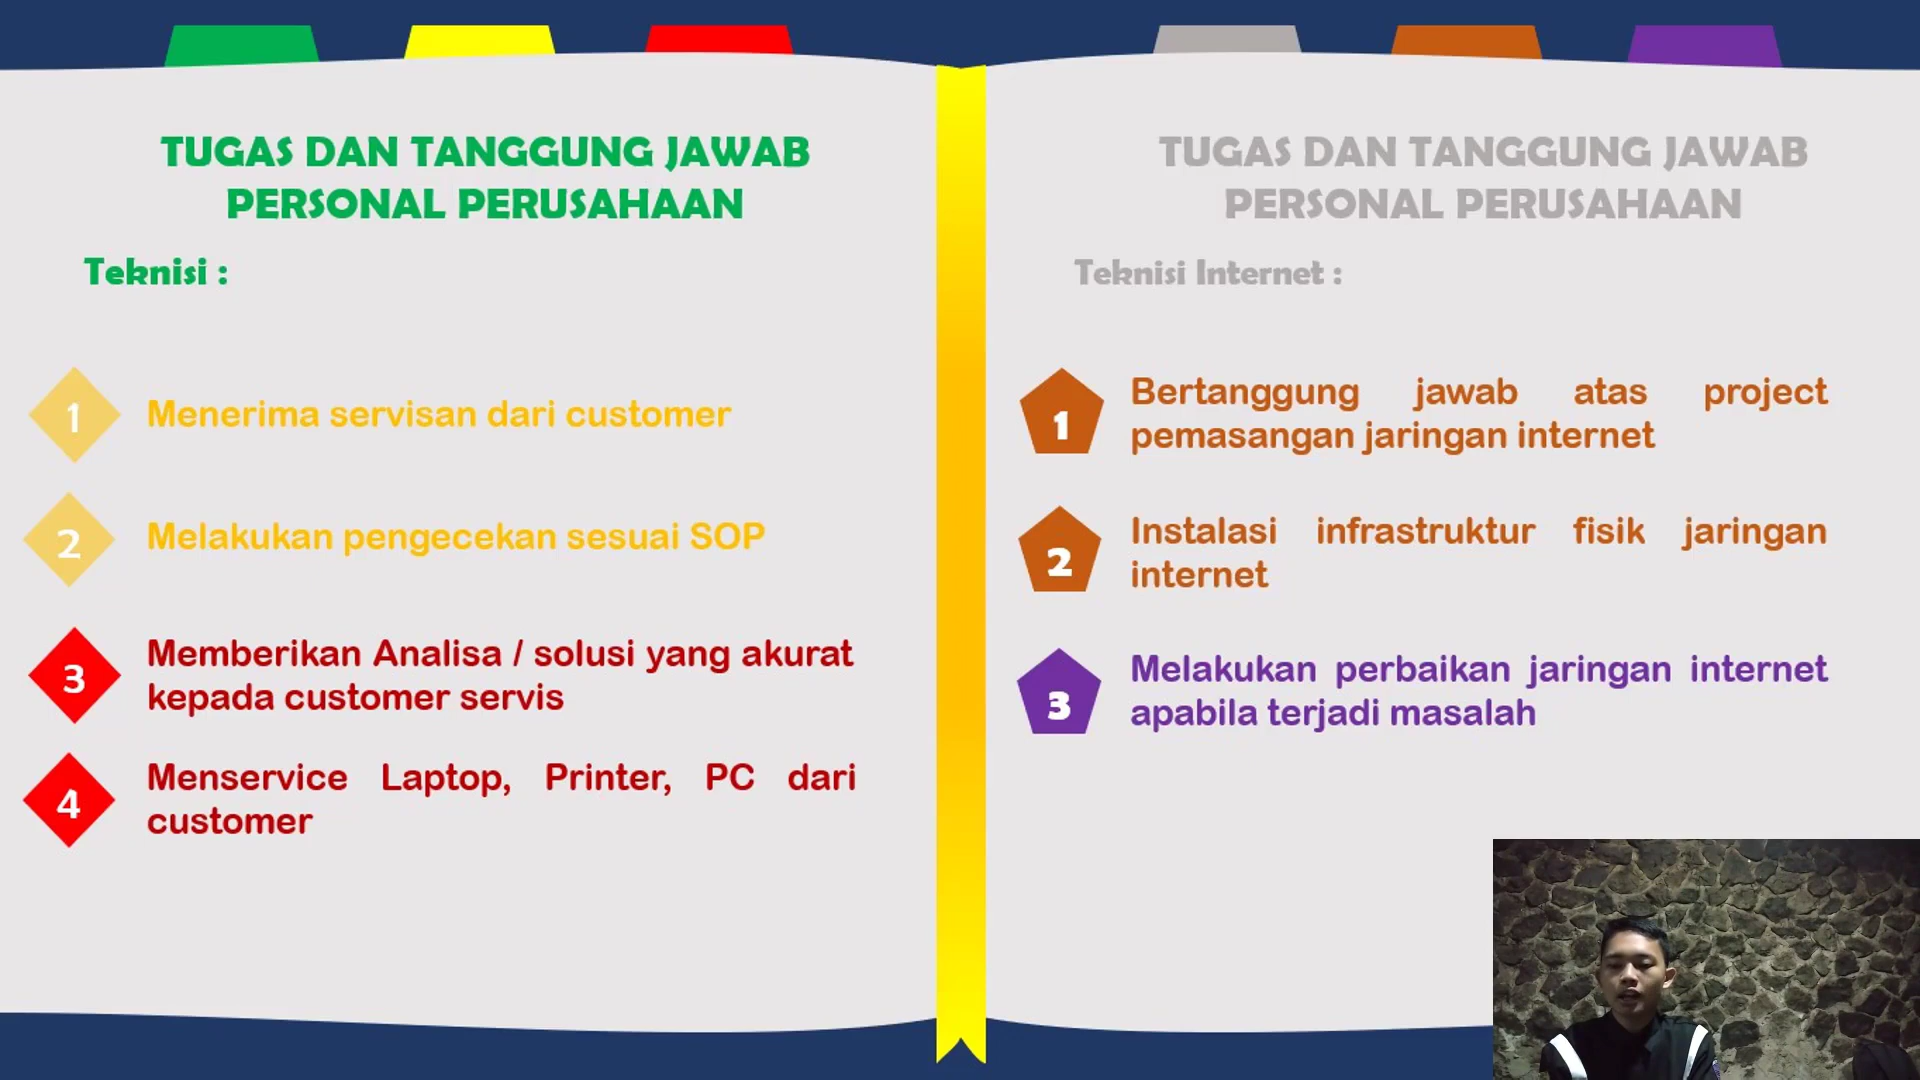 TUGAS DAN TANGGUNG JAWAB
PERSONAL PERUSAHAAN
Teknisi :
1
Menerima servisan dari customer
2
Melakukan pengecekan sesuai SOP
3
Memberikan Analisa / solusi yang akurat
kepada customer servis
4
Menservice Laptop, Printer, PC dari
customer
TUGAS DAN TANGGUNG JAWAB
PERSONAL PERUSAHAAN
Teknisi Internet :
1
Bertanggung jawab atas project
pemasangan jaringan internet
2
Instalasi infrastruktur fisik jaringan
internet
3
Melakukan perbaikan jaringan internet
apabila terjadi masalah